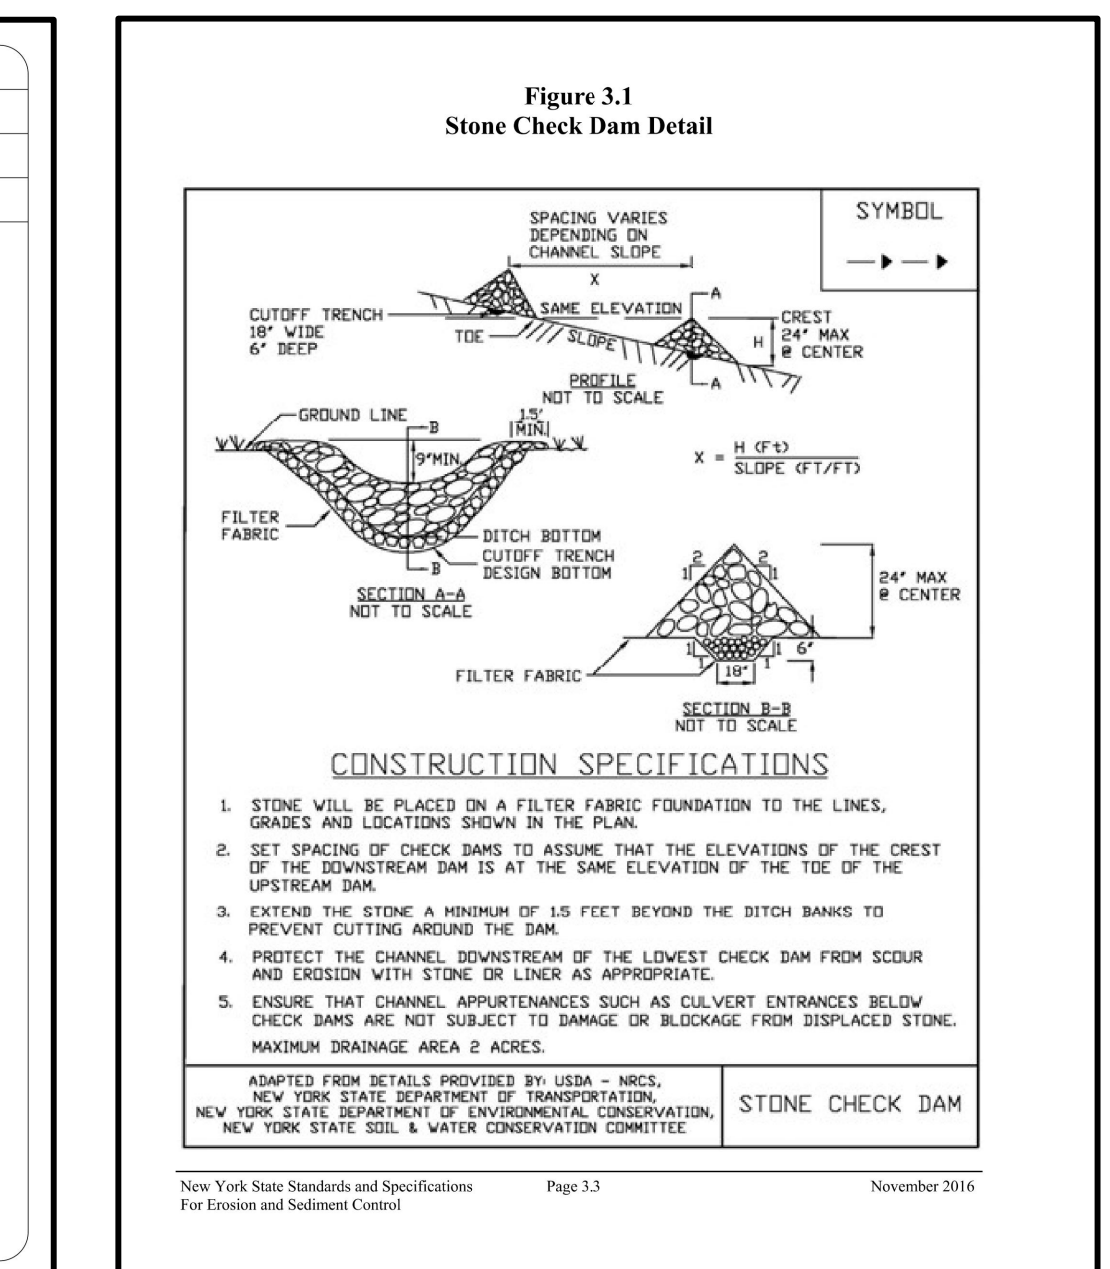 Figure 3.1
Stone Check Dam Detail
SYMBOL
SPACING VARIES
DEPENDING ON
CHANNEL SLOPE
X
A
SAME ELEVATION
CUTOFF TRENCH
18" WIDE
6" DEEP
TOE
SLOPE
H
CREST
24" MAX
@ CENTER
A
PROFILE
NOT TO SCALE
GROUND LINE
B
1.5'
MIN.
9"MIN.
X = H (Ft)
SLOPE (FT/FT)
FILTER
FABRIC
DITCH BOTTOM
CUTOFF TRENCH
DESIGN BOTTOM
B
SECTION A-A
NOT TO SCALE
2
2
1
1
24" MAX
@ CENTER
1
1
6"
1
1
18"
FILTER FABRIC
SECTION B-B
NOT TO SCALE
CONSTRUCTION SPECIFICATIONS
1. STONE WILL BE PLACED ON A FILTER FABRIC FOUNDATION TO THE LINES,
GRADES AND LOCATIONS SHOWN IN THE PLAN.
2. SET SPACING OF CHECK DAMS TO ASSUME THAT THE ELEVATIONS OF THE CREST
OF THE DOWNSTREAM DAM IS AT THE SAME ELEVATION OF THE TOE OF THE
UPSTREAM DAM.
3. EXTEND THE STONE A MINIMUM OF 1.5 FEET BEYOND THE DITCH BANKS TO
PREVENT CUTTING AROUND THE DAM.
4. PROTECT THE CHANNEL DOWNSTREAM OF THE LOWEST CHECK DAM FROM SCOUR
AND EROSION WITH STONE OR LINER AS APPROPRIATE.
5. ENSURE THAT CHANNEL APPURTENANCES SUCH AS CULVERT ENTRANCES BELOW
CHECK DAMS ARE NOT SUBJECT TO DAMAGE OR BLOCKAGE FROM DISPLACED STONE.
MAXIMUM DRAINAGE AREA 2 ACRES.
ADAPTED FROM DETAILS PROVIDED BY: USDA - NRCS,
NEW YORK STATE DEPARTMENT OF TRANSPORTATION,
NEW YORK STATE DEPARTMENT OF ENVIRONMENTAL CONSERVATION,
NEW YORK STATE SOIL & WATER CONSERVATION COMMITTEE
STONE CHECK DAM
New York State Standards and Specifications
For Erosion and Sediment Control
Page 3.3
November 2016